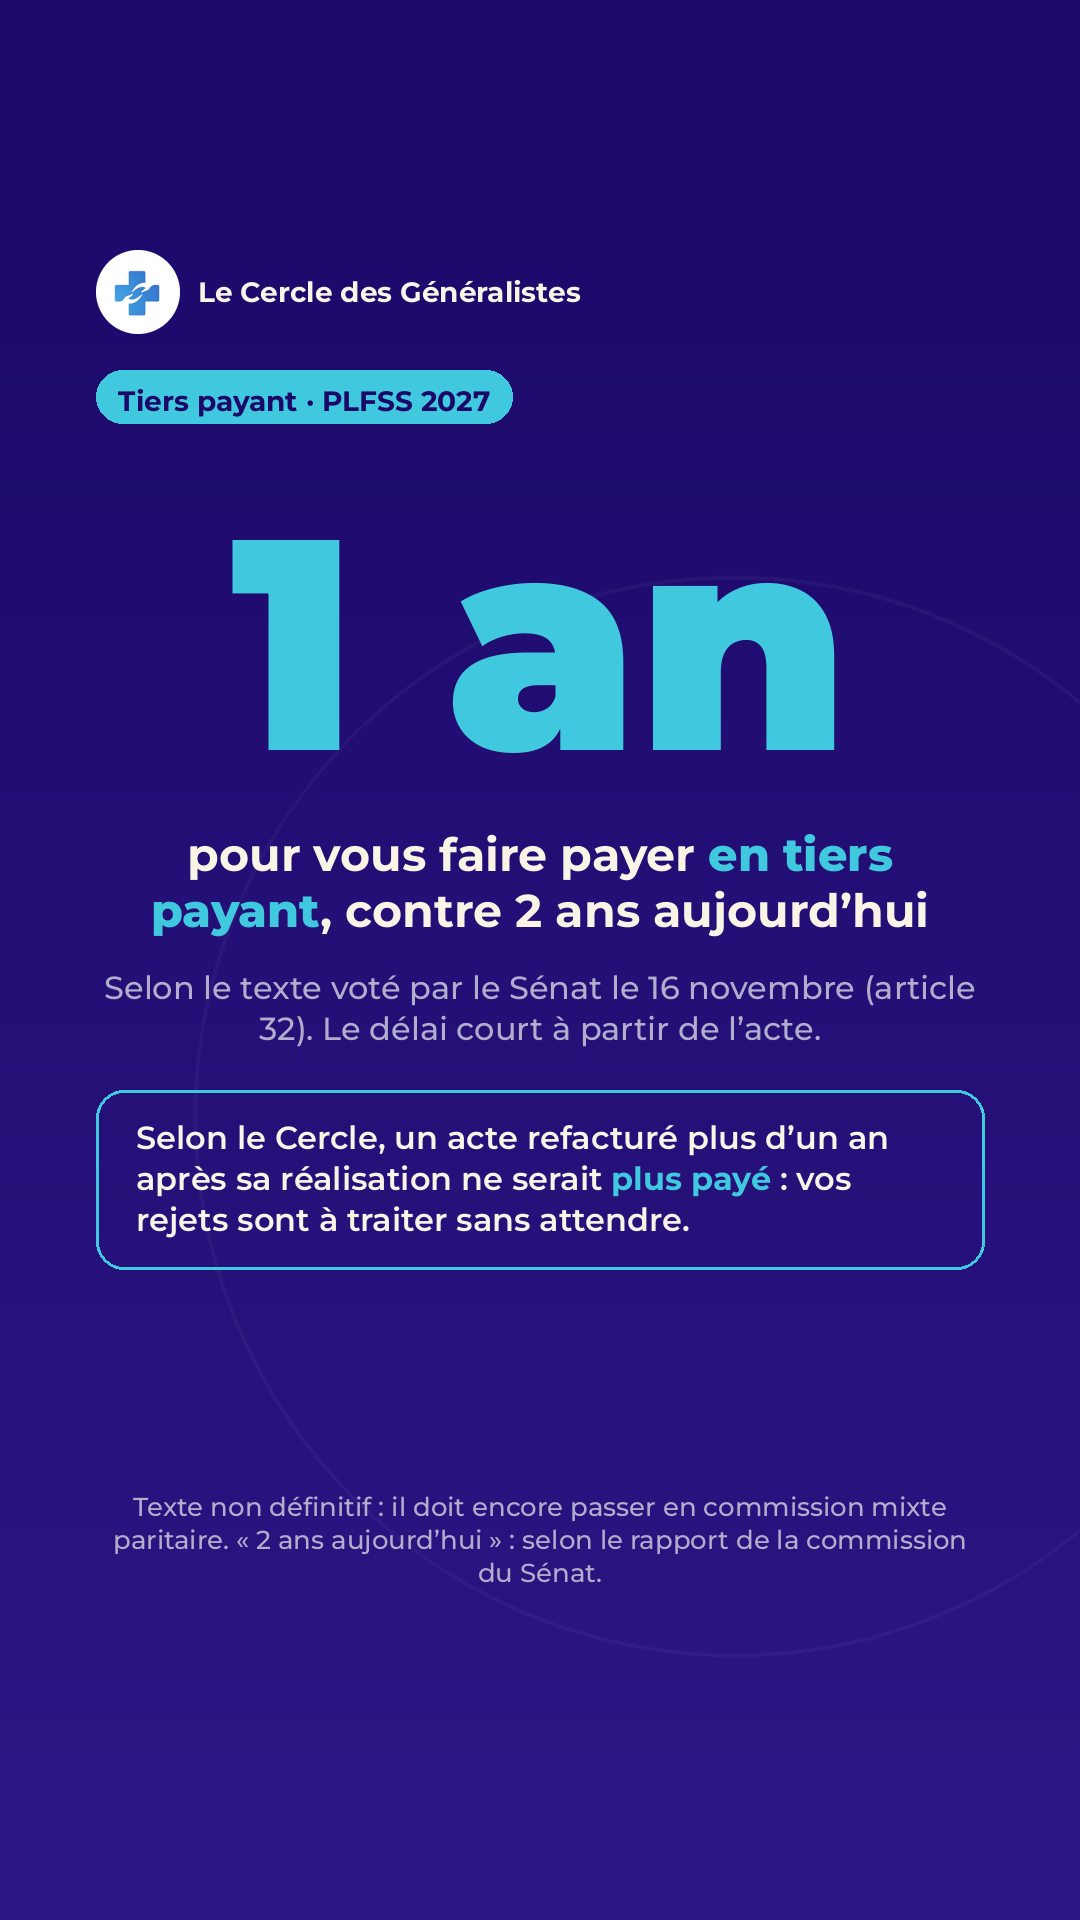 Le Cercle des Généralistes
Tiers payant · PLFSS 2027
1 an
pour vous faire payer en tiers
payant, contre 2 ans aujourd’hui
Selon le texte voté par le Sénat le 16 novembre (article
32). Le délai court à partir de l’acte.
Selon le Cercle, un acte refacturé plus d’un an
après sa réalisation ne serait plus payé : vos
rejets sont à traiter sans attendre.
Texte non définitif : il doit encore passer en commission mixte
paritaire. « 2 ans aujourd’hui » : selon le rapport de la commission
du Sénat.